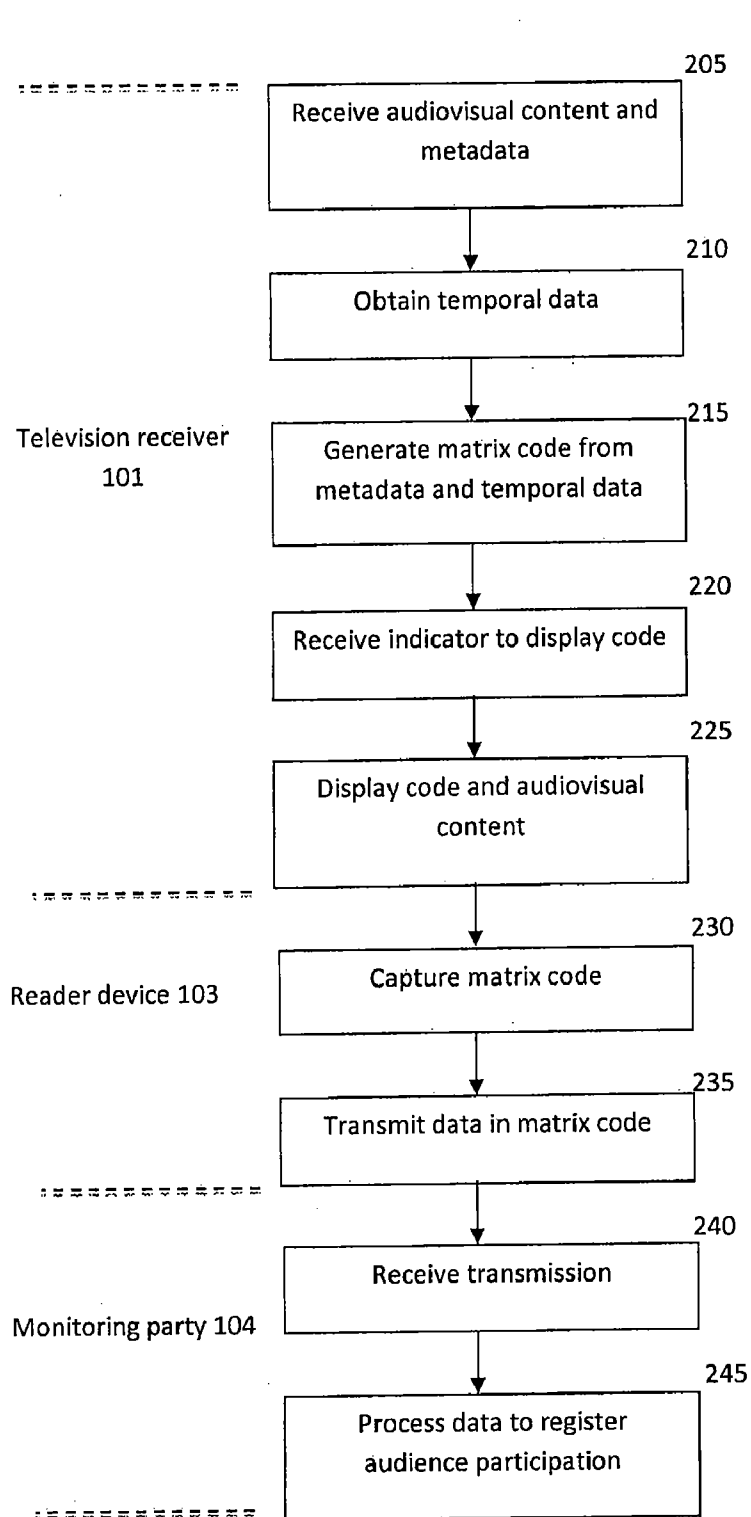 205
Receive audiovisual content and
metadata
210
Obtain temporal data
215
Television receiver
101
Generate matrix code from
metadata and temporal data
220
Receive indicator to display code
225
Display code and audiovisual
content
230
Reader device 103
Capture matrix code
235
Transmit data in matrix code
240
Receive transmission
Monitoring party 104
245
Process data to register
audience participation